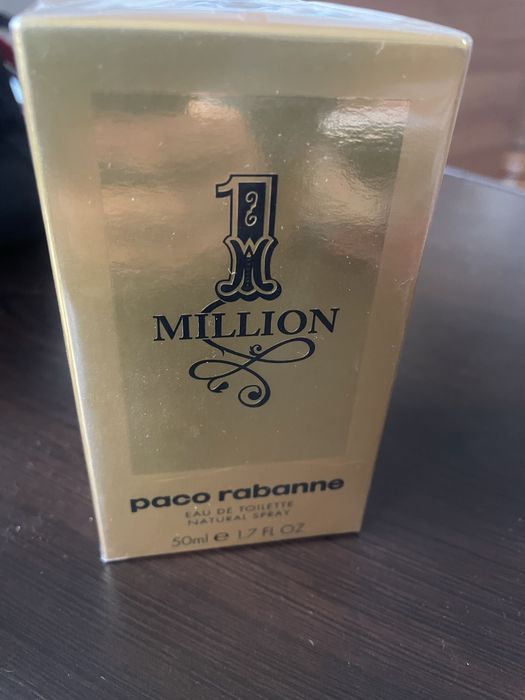 1
MILLION
paco rabanne
EAU DE TOILETTE
NATURAL SPRAY
50ml e 1.7 FL OZ